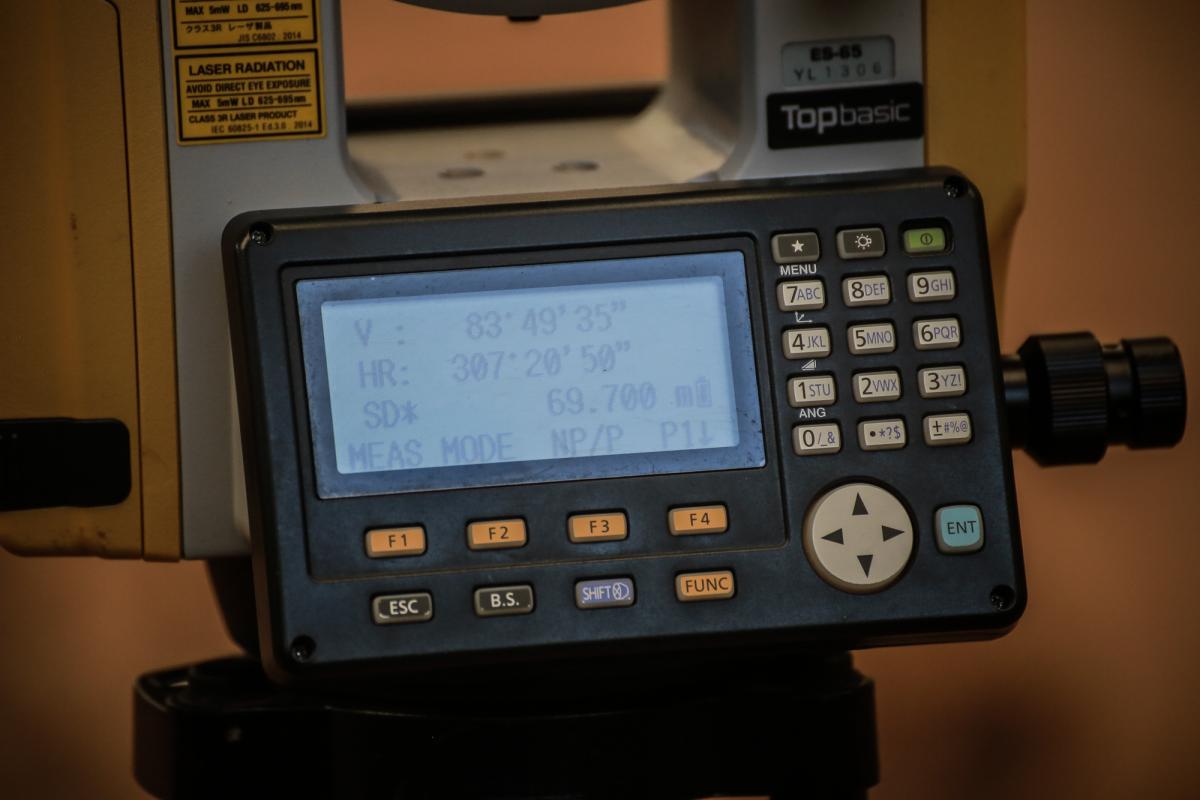 MAX 5mW LD 625-695nm
クラス3R レーザ製品
JIS C6802 : 2014
LASER RADIATION
AVOID DIRECT EYE EXPOSURE
MAX 5mW LD 625-695nm
CLASS 3R LASER PRODUCT
IEC 60825-1 Ed.3.0 : 2014
ES-65
YL1306
Topbasic
V : 83°49'35"
HR: 307°20'50"
SD* 69.700 m
MEAS MODE NP/P P1↓
★
MENU
7ABC 8DEF 9GHI
4JKL 5MNO 6PQR
1STU 2VWX 3YZ!
ANG
0/_& •*?$ ±#%@
F1 F2 F3 F4
ENT
ESC B.S. SHIFT FUNC